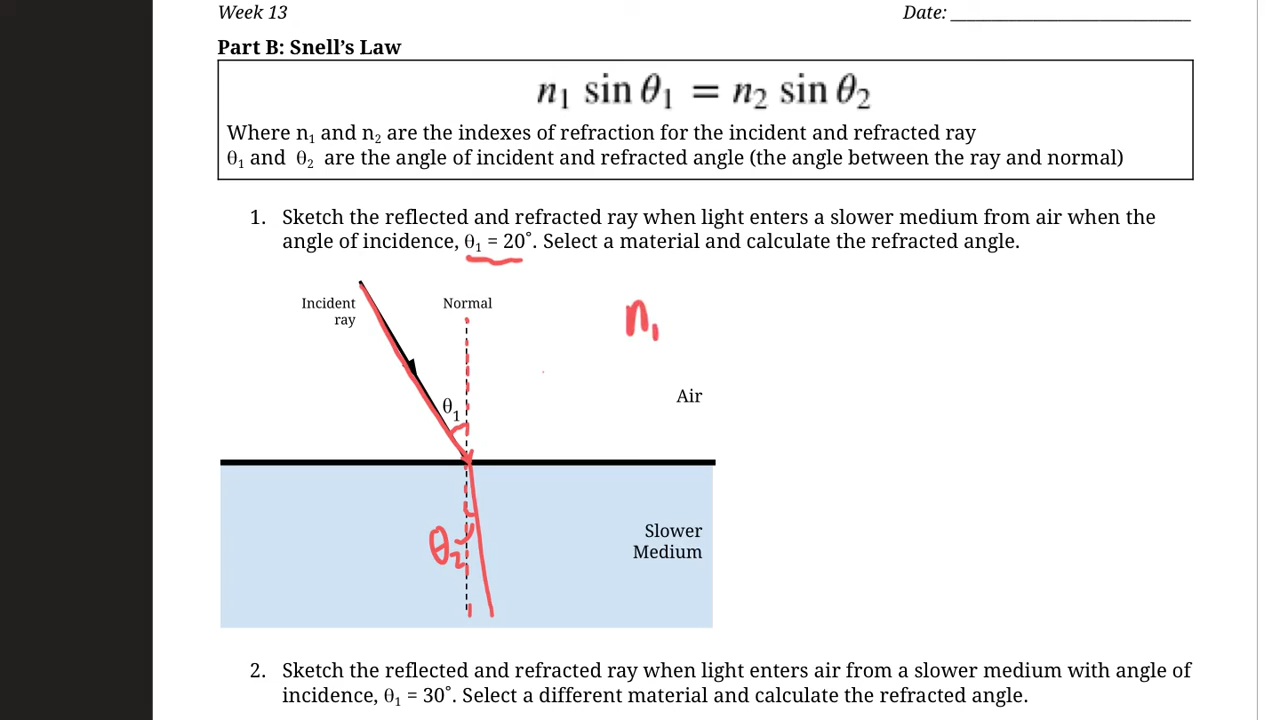 Week 13 Date: ___________________________
Part B: Snell's Law
n₁ sin θ₁ = n₂ sin θ₂
Where n₁ and n₂ are the indexes of refraction for the incident and refracted ray
θ₁ and θ₂ are the angle of incident and refracted angle (the angle between the ray and normal)
1. Sketch the reflected and refracted ray when light enters a slower medium from air when the
angle of incidence, θ₁ = 20˚. Select a material and calculate the refracted angle.
Incident
ray
Normal
n₁
Air
θ₁
θ₂
Slower
Medium
2. Sketch the reflected and refracted ray when light enters air from a slower medium with angle of
incidence, θ₁ = 30˚. Select a different material and calculate the refracted angle.